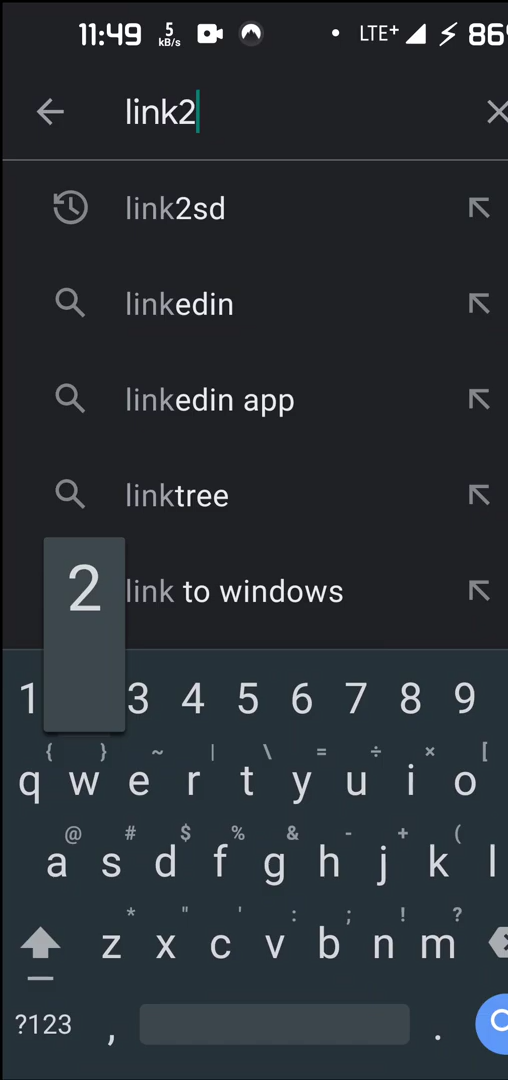 11:49 5 kB/s LTE+ 86
link2
link2sd
linkedin
linkedin app
linktree
link to windows
2
1 3 4 5 6 7 8 9
{ } ~ | \ = ÷ × [
q w e r t y u i o
@ # $ % & - + (
a s d f g h j k l
* " ' : ; ! ?
z x c v b n m
?123 , .